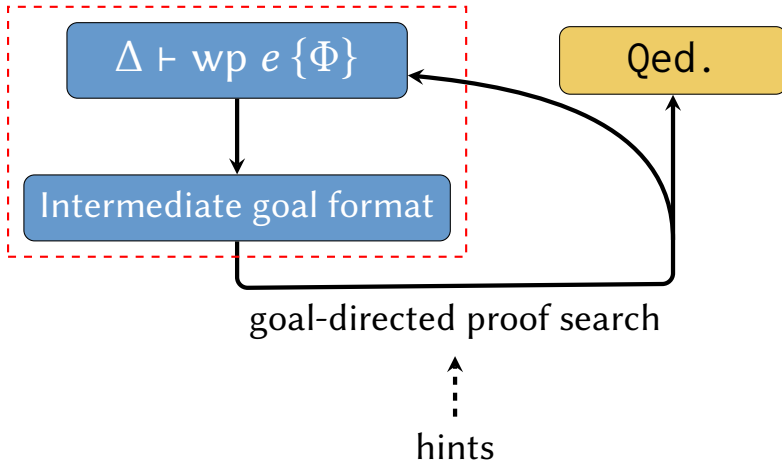 Δ ⊢ wp e {Φ}
Qed.
Intermediate goal format
goal-directed proof search
hints